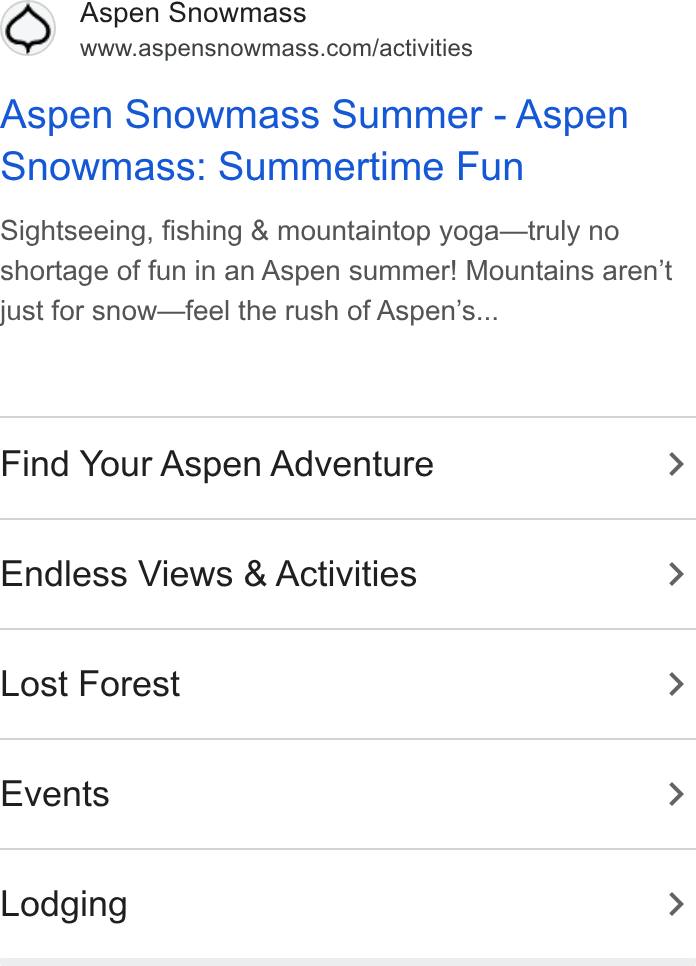 Aspen Snowmass
www.aspensnowmass.com/activities
Aspen Snowmass Summer - Aspen
Snowmass: Summertime Fun
Sightseeing, fishing & mountaintop yoga—truly no
shortage of fun in an Aspen summer! Mountains aren’t
just for snow—feel the rush of Aspen’s...
Find Your Aspen Adventure
Endless Views & Activities
Lost Forest
Events
Lodging